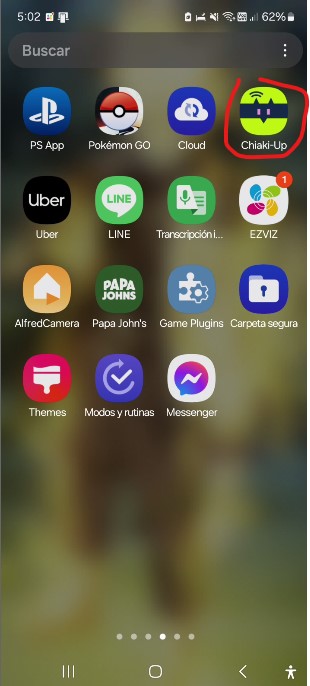 5:02
62%
Buscar
PS App
Pokémon GO
Cloud
Chiaki-Up
Uber
Uber
LINE
LINE
Transcripción i...
1
EZVIZ
AlfredCamera
PAPA
JOHNS
Papa John's
Game Plugins
Carpeta segura
Themes
Modos y rutinas
Messenger